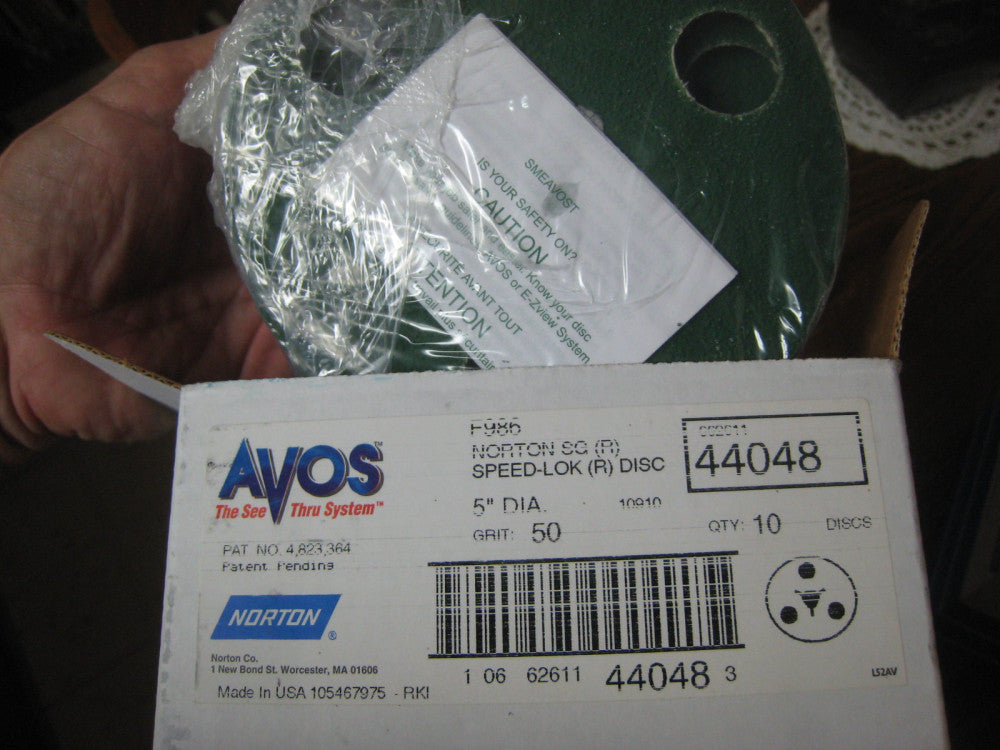 SMEAVOST
IS YOUR SAFETY ON?
CAUTION
Know your disc
AVOS or E-Zview System
AVANT TOUT
AVOS™
The See Thru System™
PAT. NO. 4,823,364
Patent Pending
NORTON®
Norton Co.
1 New Bond St. Worcester, MA 01606
Made In USA 105467975 - RKI
F986
NORTON SG (R)
SPEED-LOK (R) DISC
5" DIA. 10910
GRIT: 50
QTY: 10 DISCS
662611
44048
1 06 62611 44048 3
LS2AV